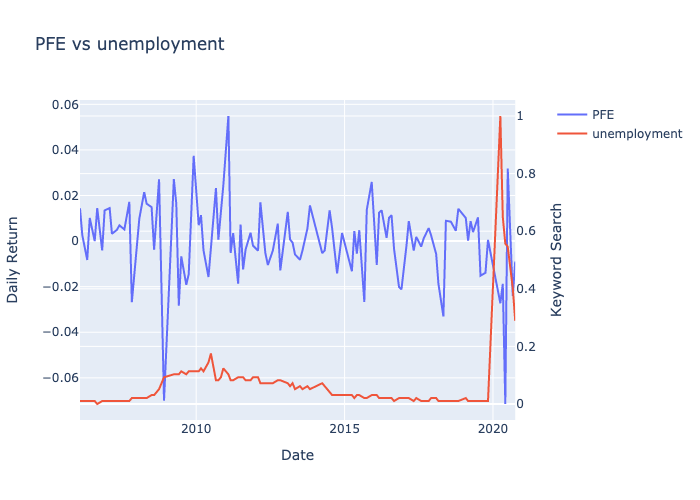 PFE vs unemployment
0.06
0.04
0.02
0
−0.02
−0.04
−0.06
Daily Return
2010
2015
2020
Date
1
0.8
0.6
0.4
0.2
0
Keyword Search
PFE
unemployment